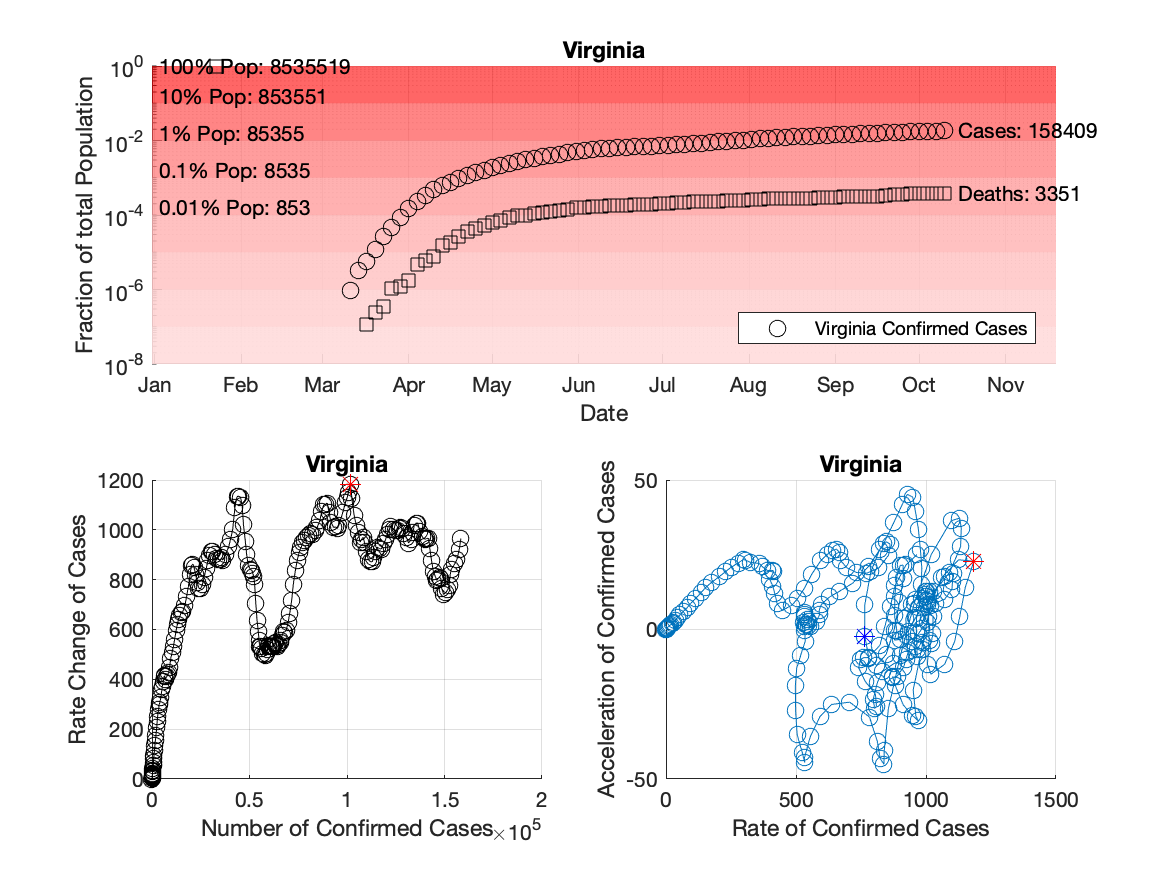 Virginia
Fraction of total Population
10^0
10^-2
10^-4
10^-6
10^-8
100% Pop: 8535519
10% Pop: 853551
1% Pop: 85355
0.1% Pop: 8535
0.01% Pop: 853
Cases: 158409
Deaths: 3351
Virginia Confirmed Cases
Jan Feb Mar Apr May Jun Jul Aug Sep Oct Nov
Date
Virginia
Rate Change of Cases
1200
1000
800
600
400
200
0
0 0.5 1 1.5 2
Number of Confirmed Cases ×10^5
Virginia
Acceleration of Confirmed Cases
50
0
-50
0 500 1000 1500
Rate of Confirmed Cases